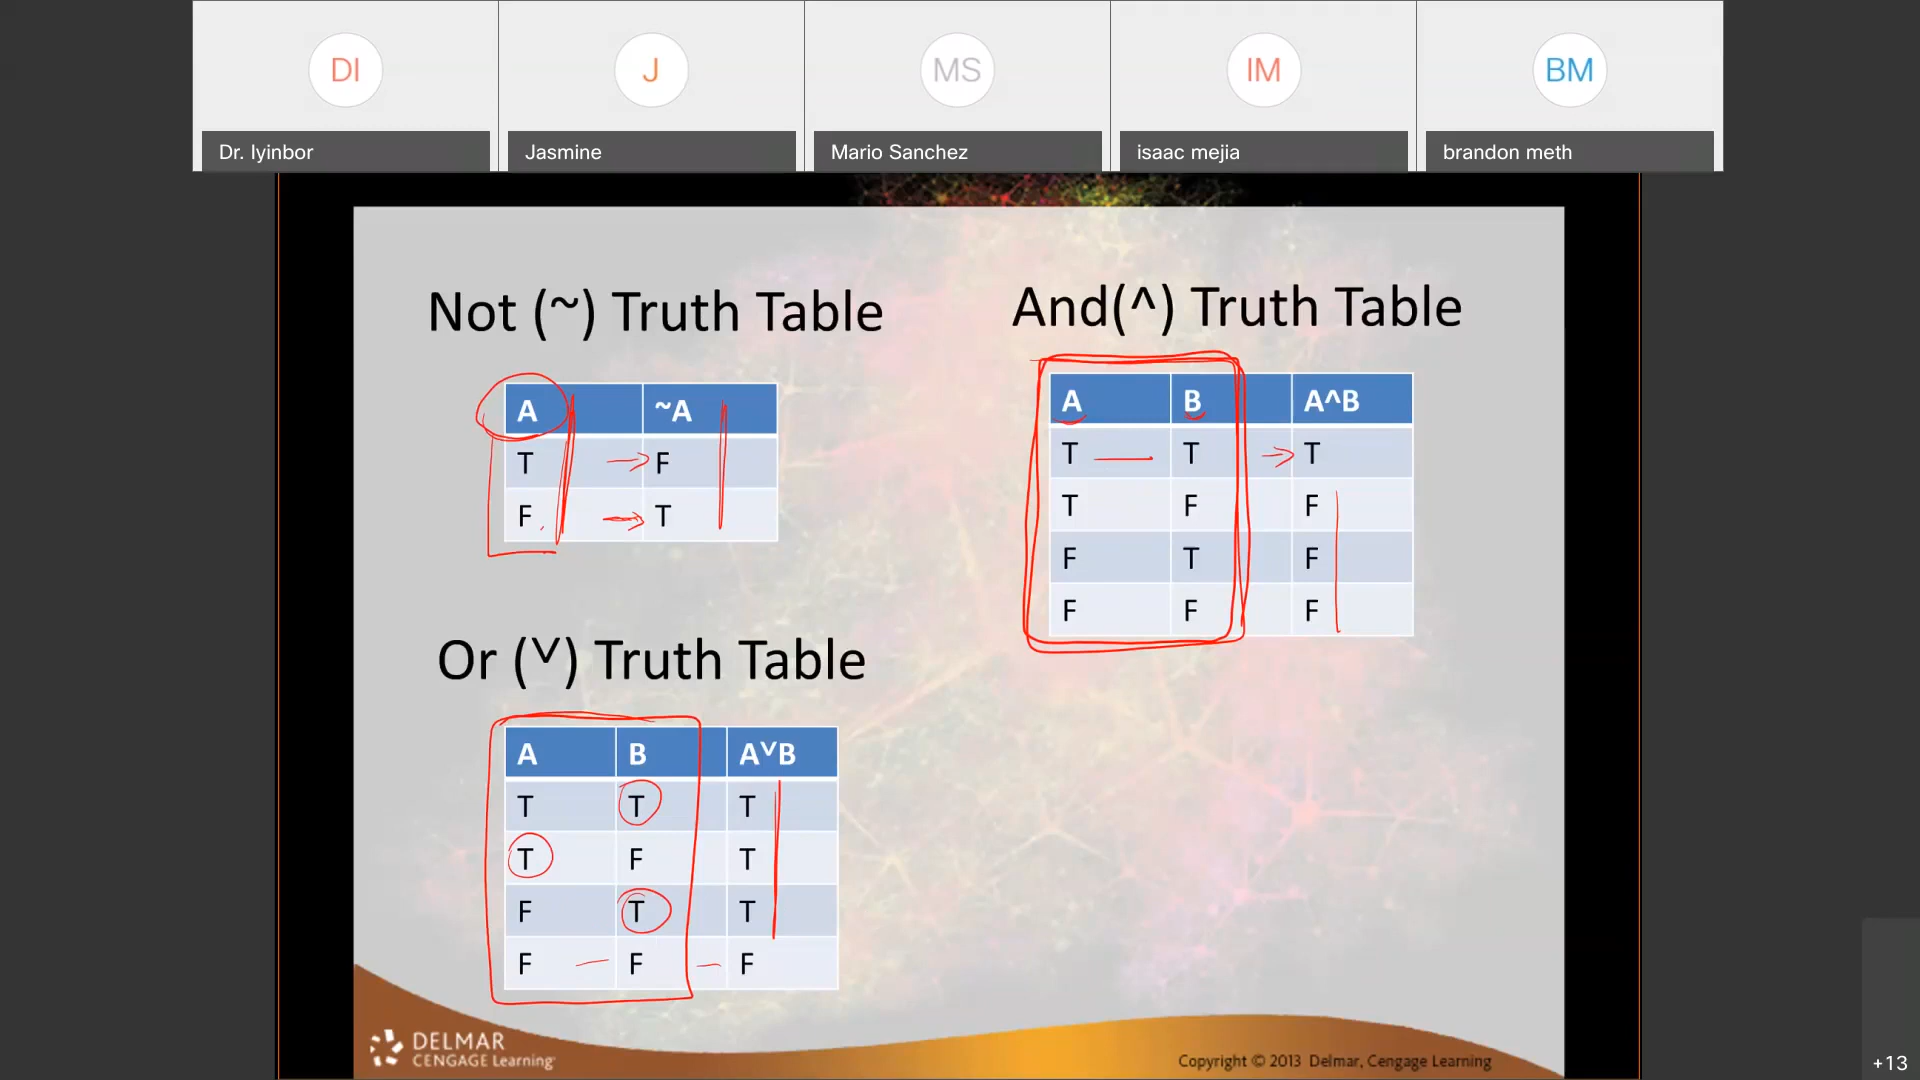 DI
J
MS
IM
BM
Dr. Iyinbor
Jasmine
Mario Sanchez
isaac mejia
brandon meth
Not (~) Truth Table
A ~A
T F
F T
And(^) Truth Table
A B A^B
T T T
T F F
F T F
F F F
Or (˅) Truth Table
A B A˅B
T T T
T F T
F T T
F F F
DELMAR
CENGAGE Learning
Copyright © 2013 Delmar, Cengage Learning
+13